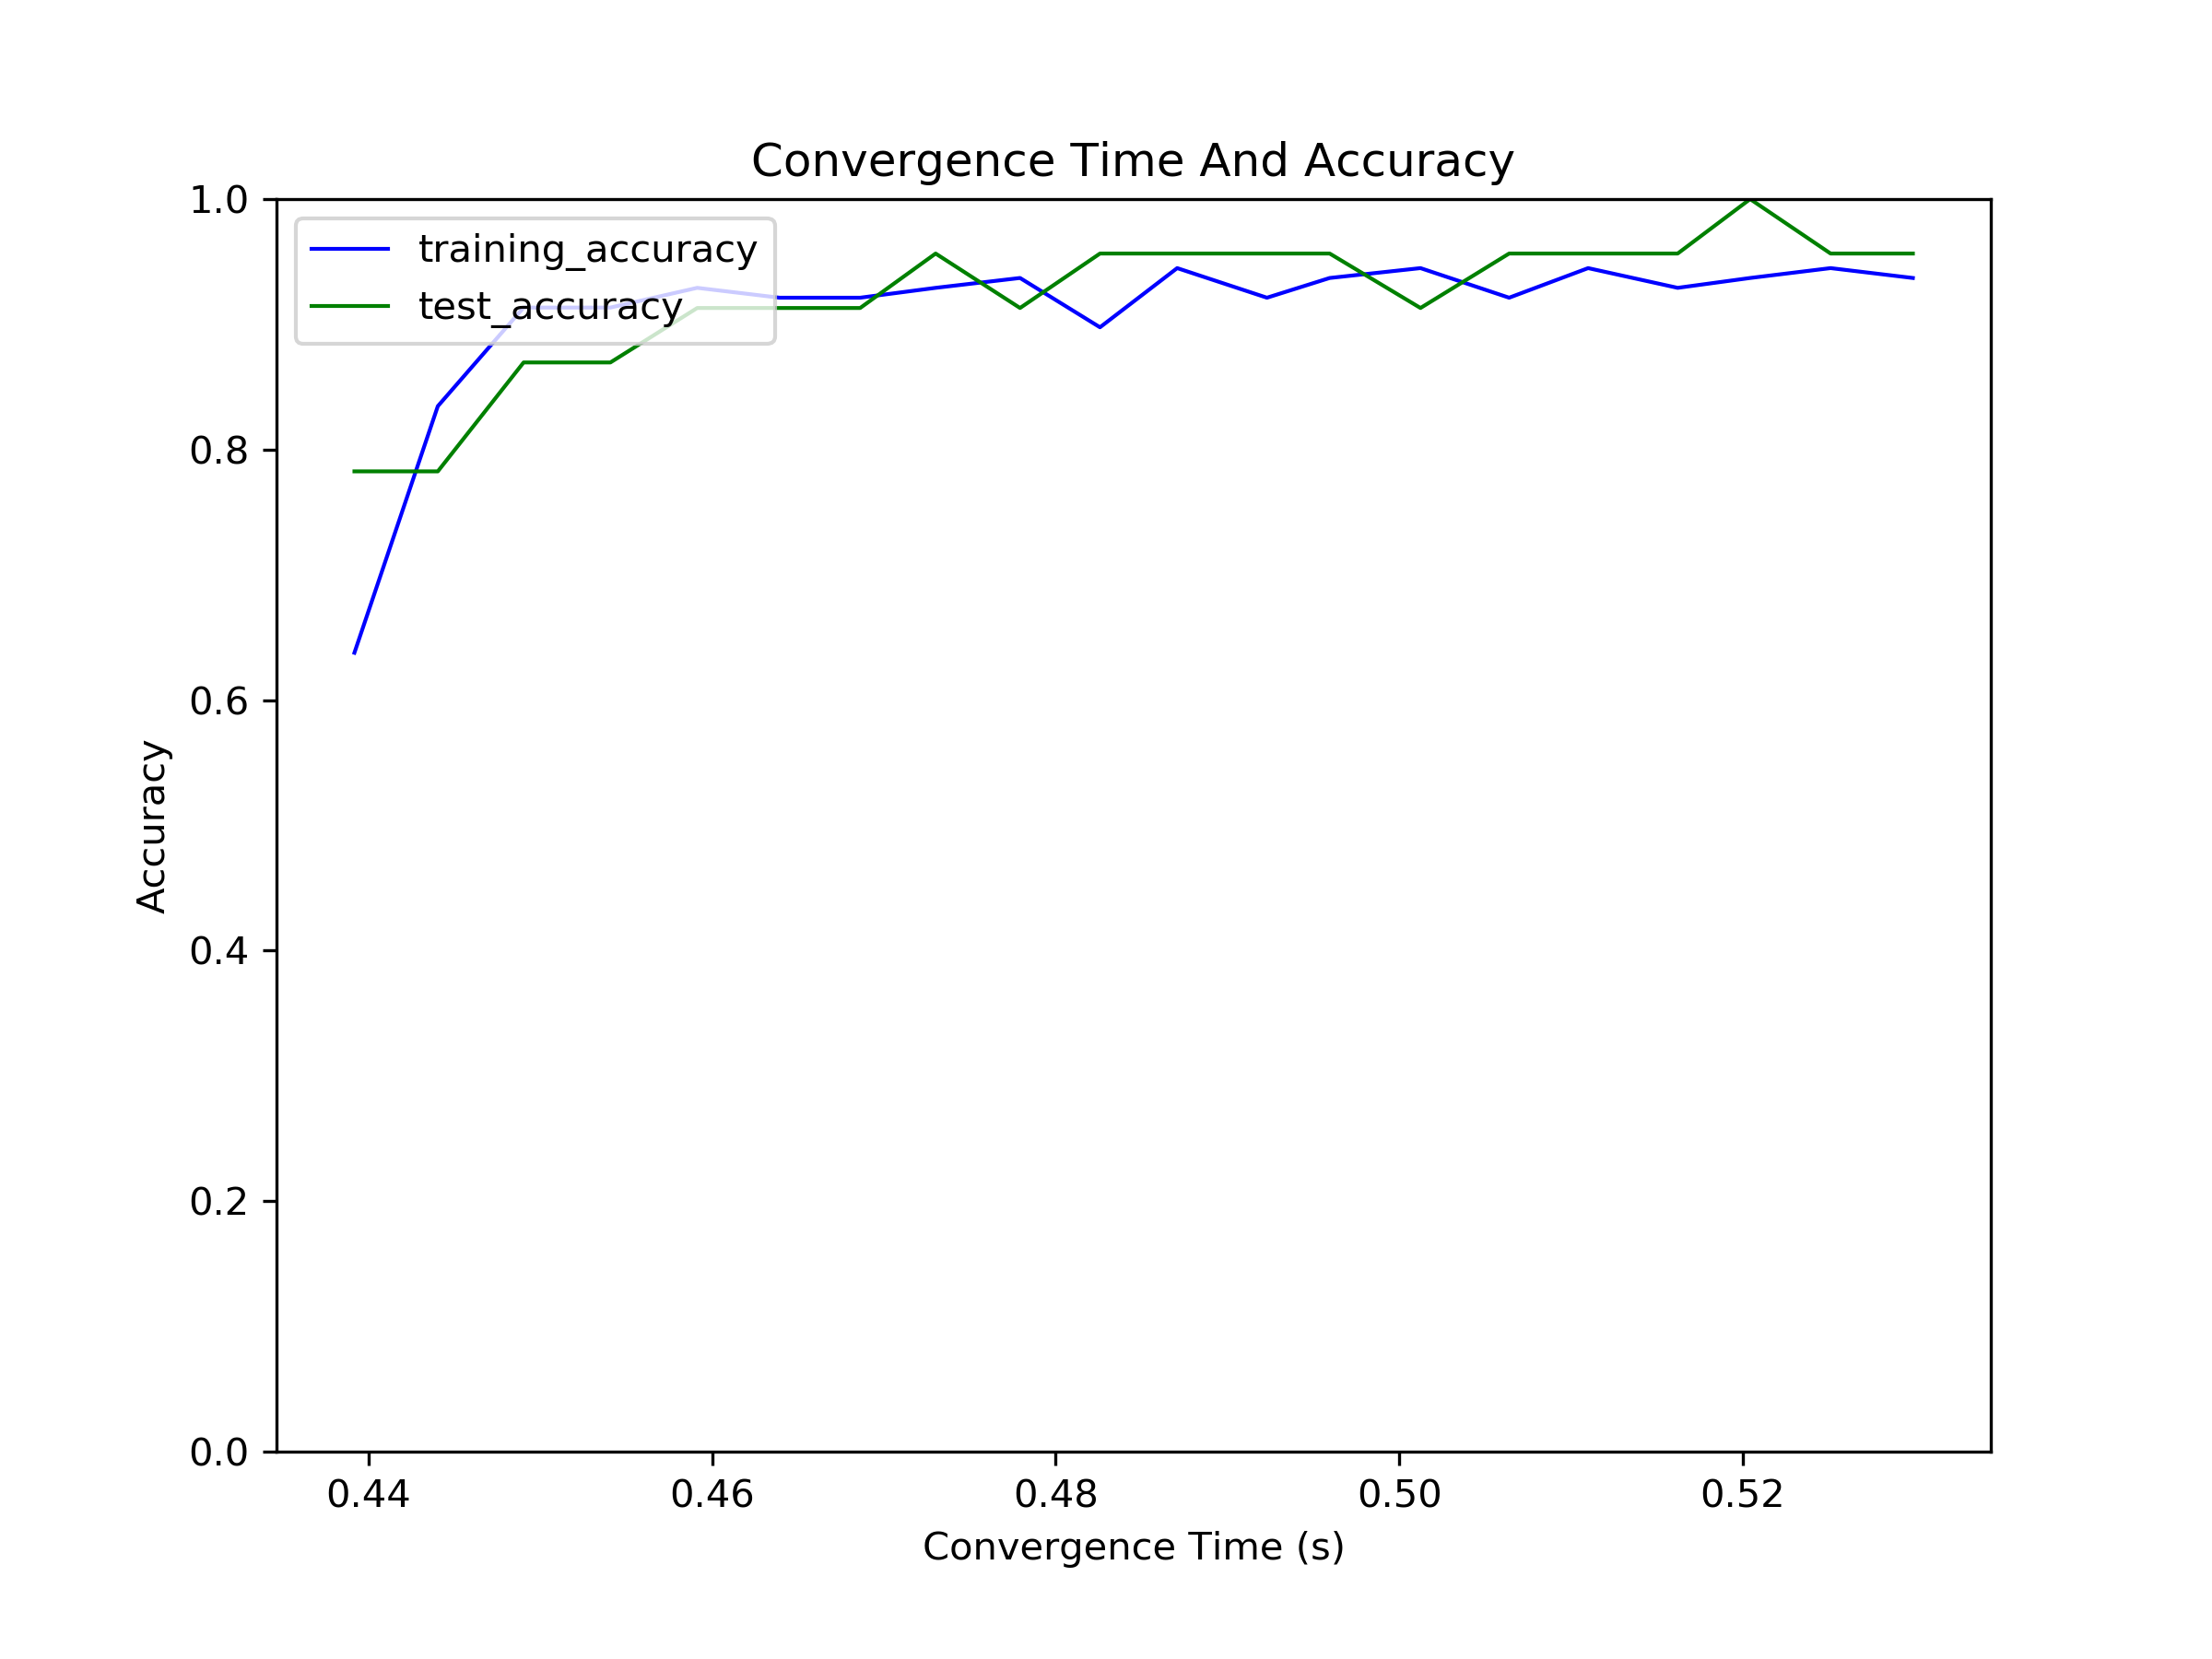 Convergence Time And Accuracy
training_accuracy
test_accuracy
1.0
0.8
0.6
0.4
0.2
0.0
Accuracy
0.44 0.46 0.48 0.50 0.52
Convergence Time (s)